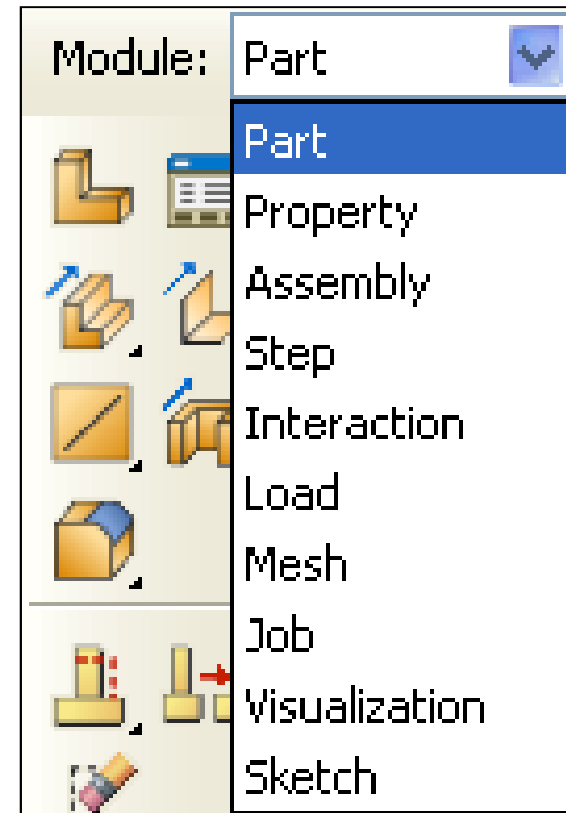 Module: Part
Part
Property
Assembly
Step
Interaction
Load
Mesh
Job
Visualization
Sketch